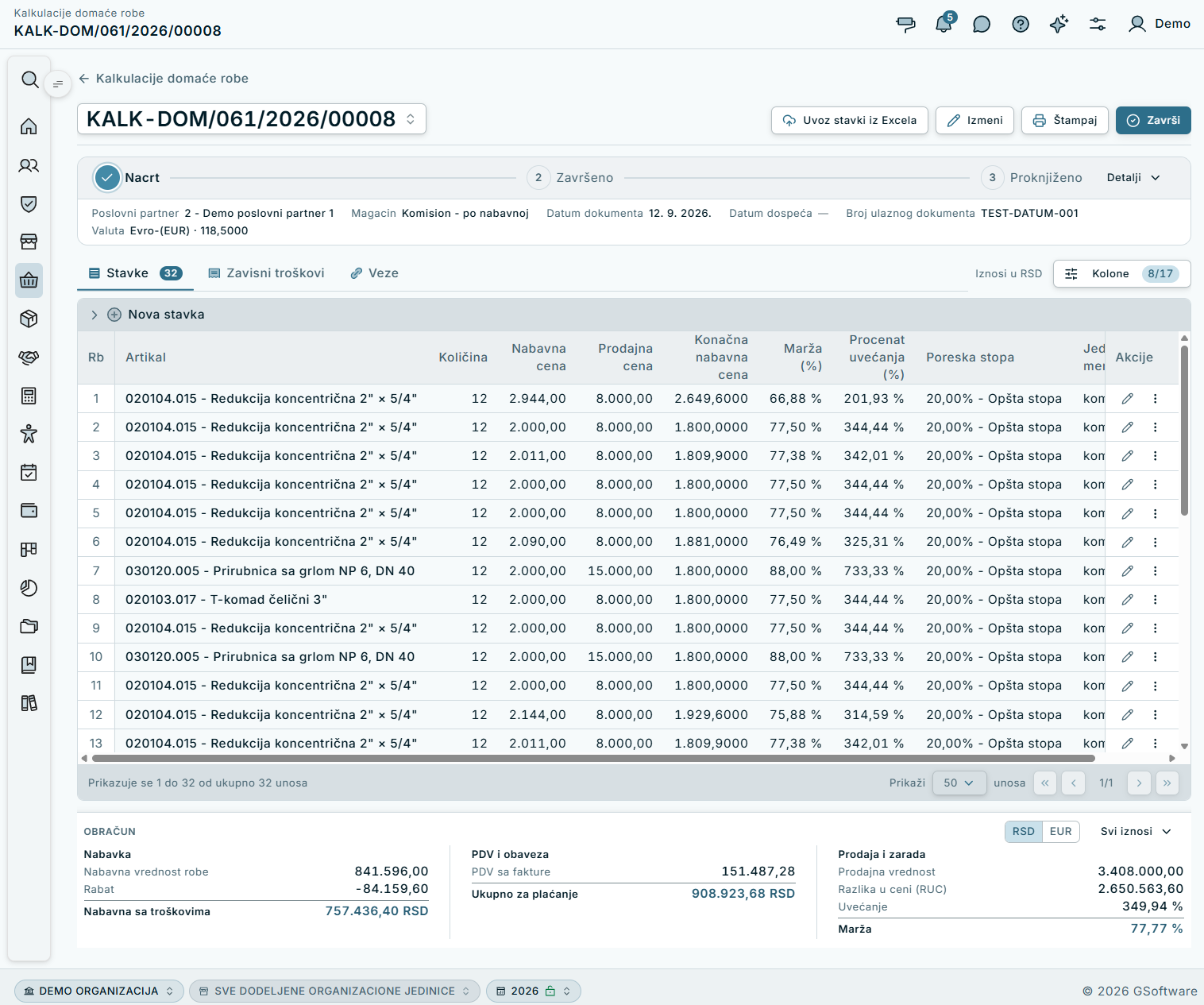 Kalkulacije domaće robe
KALK-DOM/061/2026/00008
5
Demo
Kalkulacije domaće robe
KALK-DOM/061/2026/00008
Uvoz stavki iz Excela
Izmeni
Štampaj
Završi
Nacrt
2 Završeno
3 Proknjiženo
Detalji
Poslovni partner 2 - Demo poslovni partner 1 Magacin Komision - po nabavnoj Datum dokumenta 12. 9. 2026. Datum dospeća — Broj ulaznog dokumenta TEST-DATUM-001
Valuta Evro-(EUR) · 118,5000
Stavke 32
Zavisni troškovi
Veze
Iznosi u RSD
Kolone 8/17
Nova stavka
Rb Artikal Količina Nabavna cena Prodajna cena Konačna nabavna cena Marža (%) Procenat uvećanja (%) Poreska stopa Jed mer Akcije
1 020104.015 - Redukcija koncentrična 2" × 5/4" 12 2.944,00 8.000,00 2.649,6000 66,88 % 201,93 % 20,00% - Opšta stopa kom
2 020104.015 - Redukcija koncentrična 2" × 5/4" 12 2.000,00 8.000,00 1.800,0000 77,50 % 344,44 % 20,00% - Opšta stopa kom
3 020104.015 - Redukcija koncentrična 2" × 5/4" 12 2.011,00 8.000,00 1.809,9000 77,38 % 342,01 % 20,00% - Opšta stopa kom
4 020104.015 - Redukcija koncentrična 2" × 5/4" 12 2.000,00 8.000,00 1.800,0000 77,50 % 344,44 % 20,00% - Opšta stopa kom
5 020104.015 - Redukcija koncentrična 2" × 5/4" 12 2.000,00 8.000,00 1.800,0000 77,50 % 344,44 % 20,00% - Opšta stopa kom
6 020104.015 - Redukcija koncentrična 2" × 5/4" 12 2.090,00 8.000,00 1.881,0000 76,49 % 325,31 % 20,00% - Opšta stopa kom
7 030120.005 - Prirubnica sa grlom NP 6, DN 40 12 2.000,00 15.000,00 1.800,0000 88,00 % 733,33 % 20,00% - Opšta stopa kom
8 020103.017 - T-komad čelični 3" 12 2.000,00 8.000,00 1.800,0000 77,50 % 344,44 % 20,00% - Opšta stopa kom
9 020104.015 - Redukcija koncentrična 2" × 5/4" 12 2.000,00 8.000,00 1.800,0000 77,50 % 344,44 % 20,00% - Opšta stopa kom
10 030120.005 - Prirubnica sa grlom NP 6, DN 40 12 2.000,00 15.000,00 1.800,0000 88,00 % 733,33 % 20,00% - Opšta stopa kom
11 020104.015 - Redukcija koncentrična 2" × 5/4" 12 2.000,00 8.000,00 1.800,0000 77,50 % 344,44 % 20,00% - Opšta stopa kom
12 020104.015 - Redukcija koncentrična 2" × 5/4" 12 2.144,00 8.000,00 1.929,6000 75,88 % 314,59 % 20,00% - Opšta stopa kom
13 020104.015 - Redukcija koncentrična 2" × 5/4" 12 2.011,00 8.000,00 1.809,9000 77,38 % 342,01 % 20,00% - Opšta stopa kom
Prikazuje se 1 do 32 od ukupno 32 unosa
Prikaži 50 unosa « ‹ 1/1 › »
OBRAČUN
RSD EUR Svi iznosi
Nabavka
Nabavna vrednost robe 841.596,00
Rabat -84.159,60
Nabavna sa troškovima 757.436,40 RSD
PDV i obaveza
PDV sa fakture 151.487,28
Ukupno za plaćanje 908.923,68 RSD
Prodaja i zarada
Prodajna vrednost 3.408.000,00
Razlika u ceni (RUC) 2.650.563,60
Uvećanje 349,94 %
Marža 77,77 %
DEMO ORGANIZACIJA
SVE DODELJENE ORGANIZACIONE JEDINICE
2026
© 2026 GSoftware